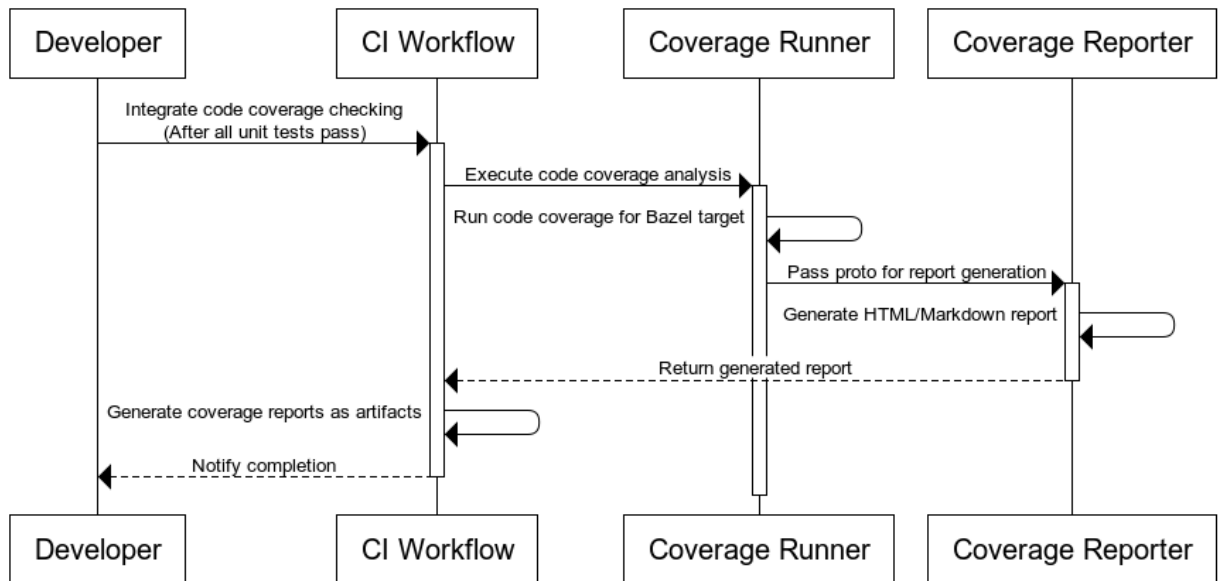 Developer
CI Workflow
Coverage Runner
Coverage Reporter
Integrate code coverage checking
(After all unit tests pass)
Execute code coverage analysis
Run code coverage for Bazel target
Pass proto for report generation
Generate HTML/Markdown report
Return generated report
Generate coverage reports as artifacts
Notify completion
Developer
CI Workflow
Coverage Runner
Coverage Reporter